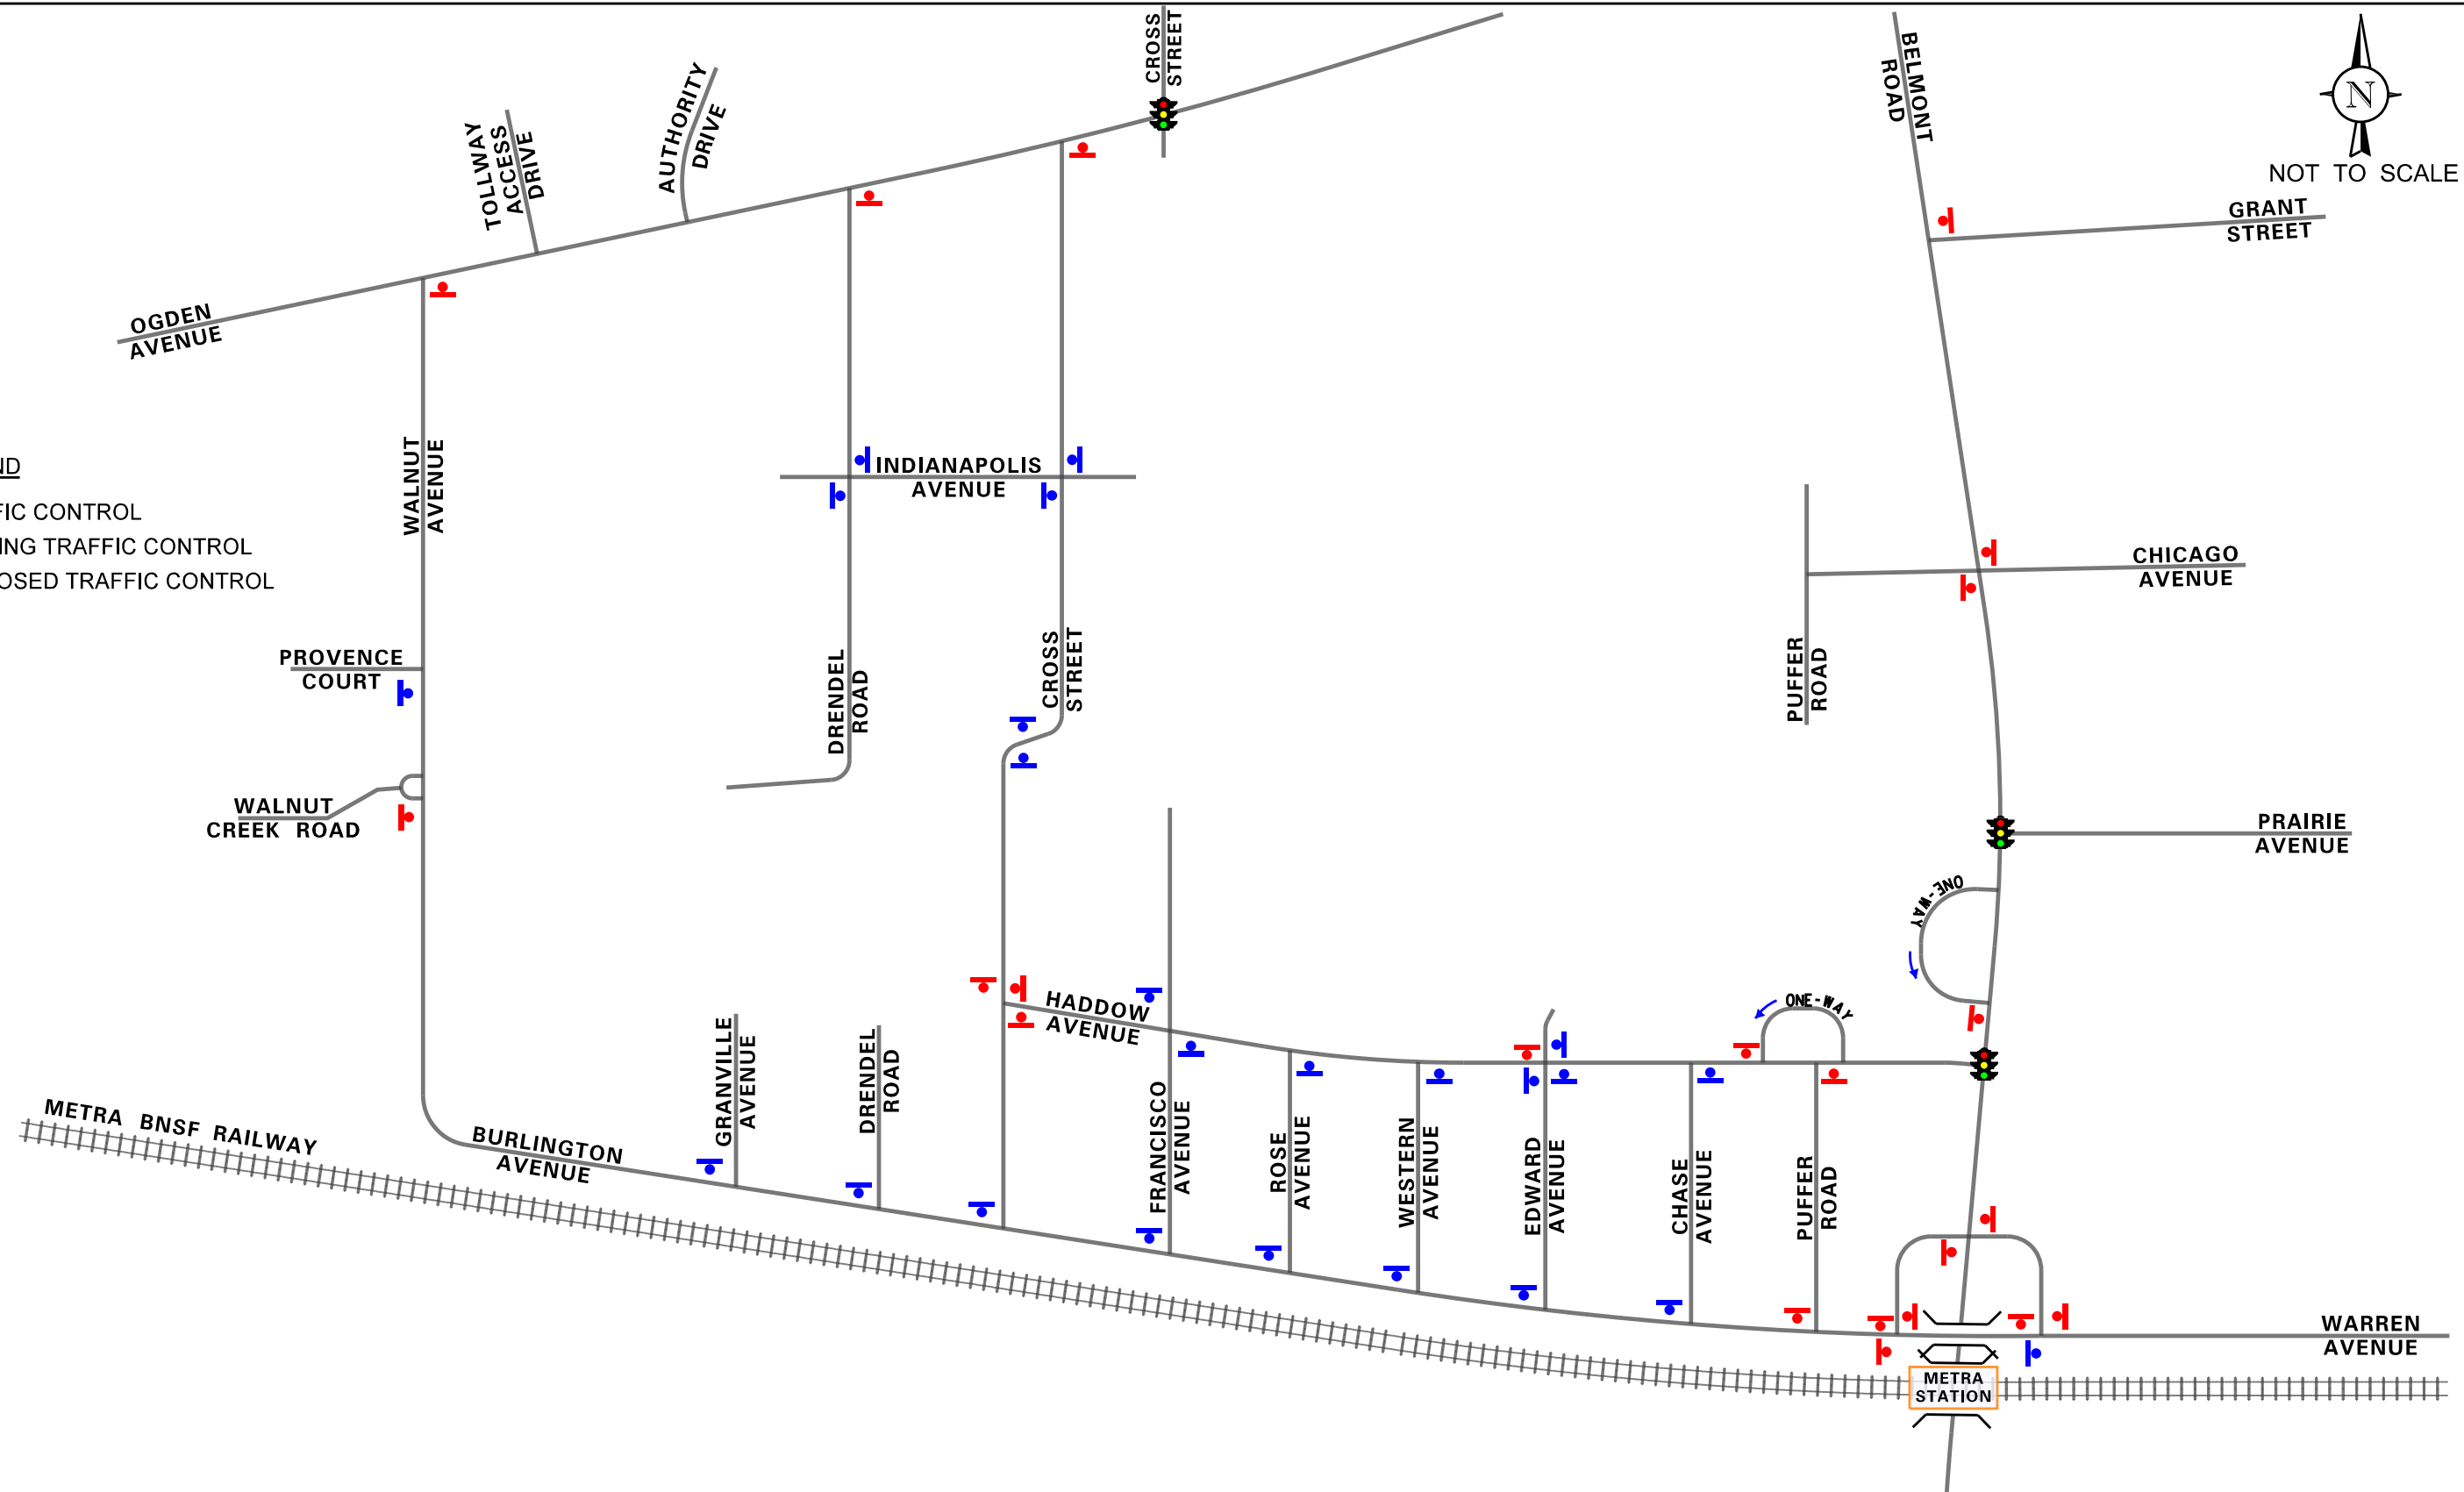 CROSS
STREET
BELMONT
ROAD
N
NOT TO SCALE
AUTHORITY
DRIVE
TOLLWAY
ACCESS
DRIVE
GRANT
STREET
OGDEN
AVENUE
ND
FIC CONTROL
ING TRAFFIC CONTROL
OSED TRAFFIC CONTROL
WALNUT
AVENUE
INDIANAPOLIS
AVENUE
CHICAGO
AVENUE
PROVENCE
COURT
DRENDEL
ROAD
CROSS
STREET
PUFFER
ROAD
WALNUT
CREEK ROAD
PRAIRIE
AVENUE
ONE-WAY
HADDOW
AVENUE
ONE-WAY
METRA BNSF RAILWAY
BURLINGTON
AVENUE
GRANVILLE
AVENUE
DRENDEL
ROAD
FRANCISCO
AVENUE
ROSE
AVENUE
WESTERN
AVENUE
EDWARD
AVENUE
CHASE
AVENUE
PUFFER
ROAD
WARREN
AVENUE
METRA
STATION